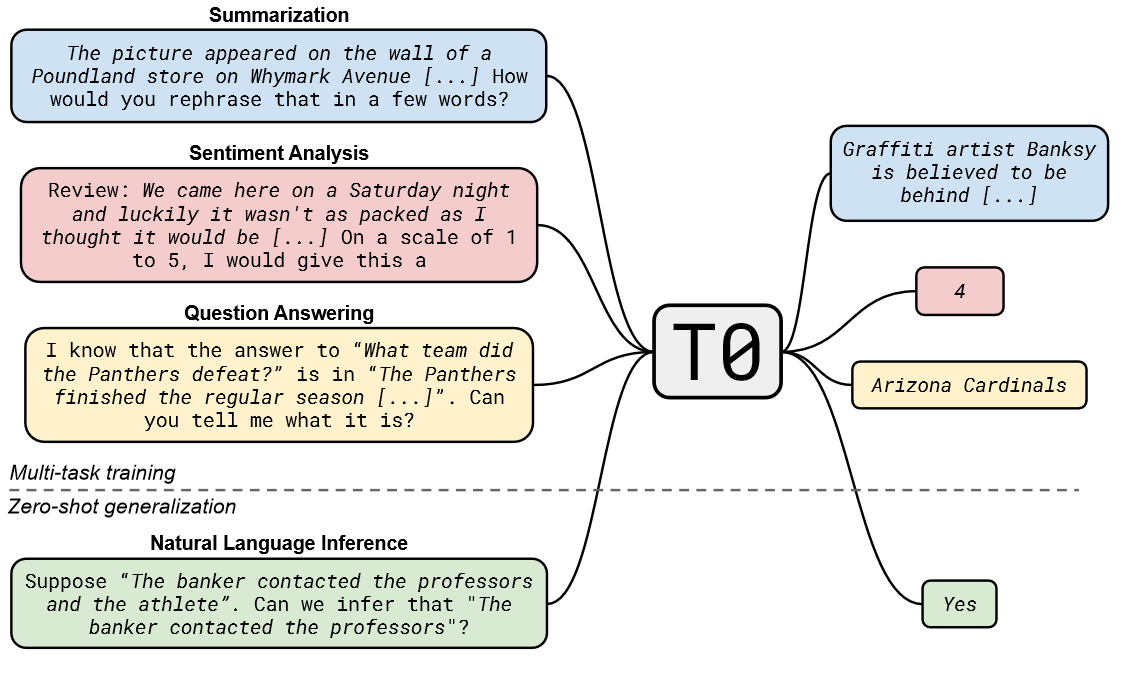 Summarization
The picture appeared on the wall of a
Poundland store on Whymark Avenue [...] How
would you rephrase that in a few words?
Sentiment Analysis
Review: We came here on a Saturday night
and luckily it wasn't as packed as I
thought it would be [...] On a scale of 1
to 5, I would give this a
Question Answering
I know that the answer to “What team did
the Panthers defeat?” is in “The Panthers
finished the regular season [...]”. Can
you tell me what it is?
Multi-task training
Zero-shot generalization
Natural Language Inference
Suppose “The banker contacted the professors
and the athlete”. Can we infer that "The
banker contacted the professors"?
T0
Graffiti artist Banksy
is believed to be
behind [...]
4
Arizona Cardinals
Yes